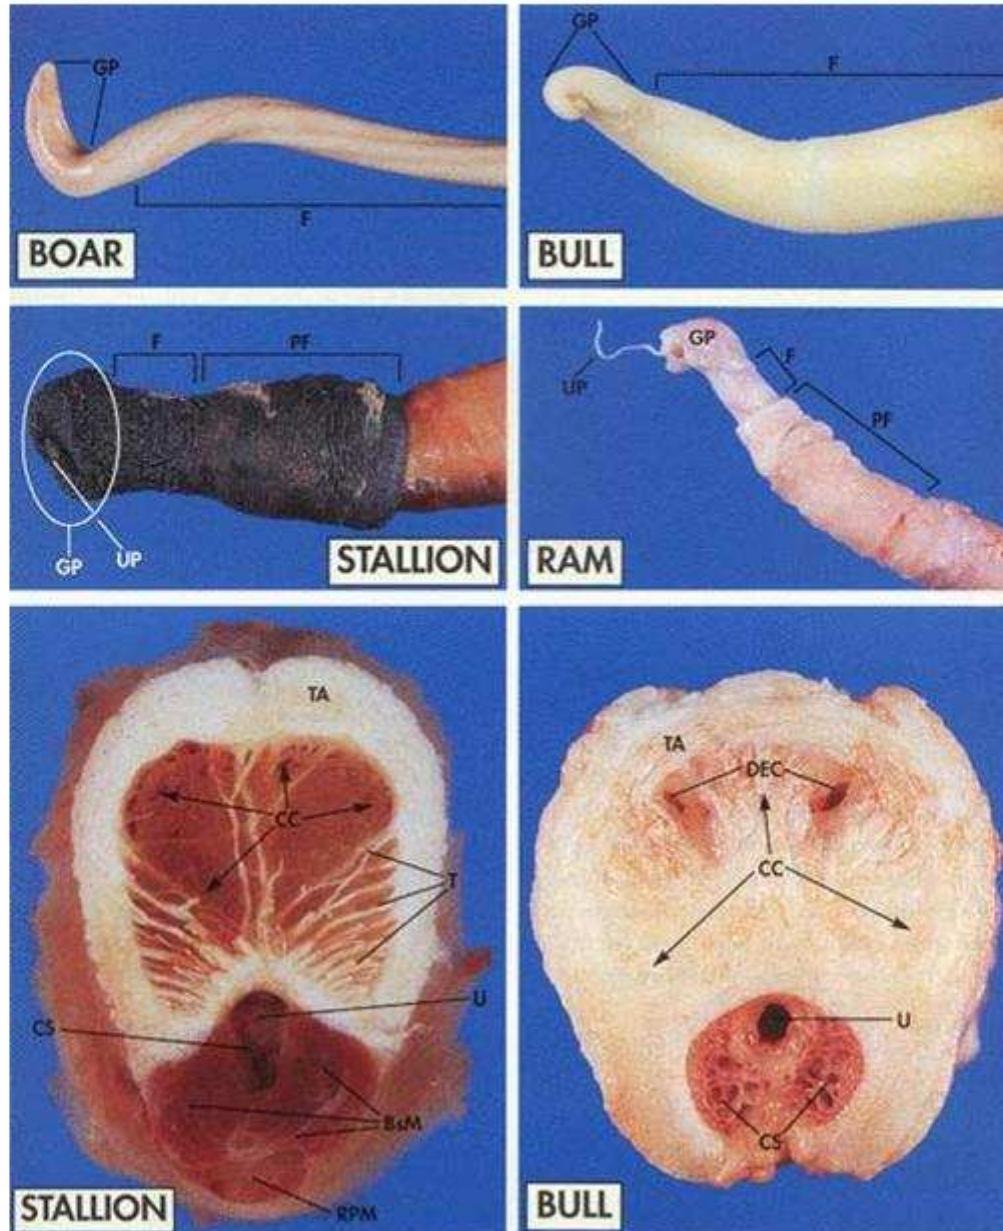 GP
F
BOAR
GP
F
BULL
F
PF
GP
UP
STALLION
GP
UP
F
PF
RAM
TA
CC
T
U
CS
BsM
RPM
STALLION
TA
DEC
CC
U
CS
BULL